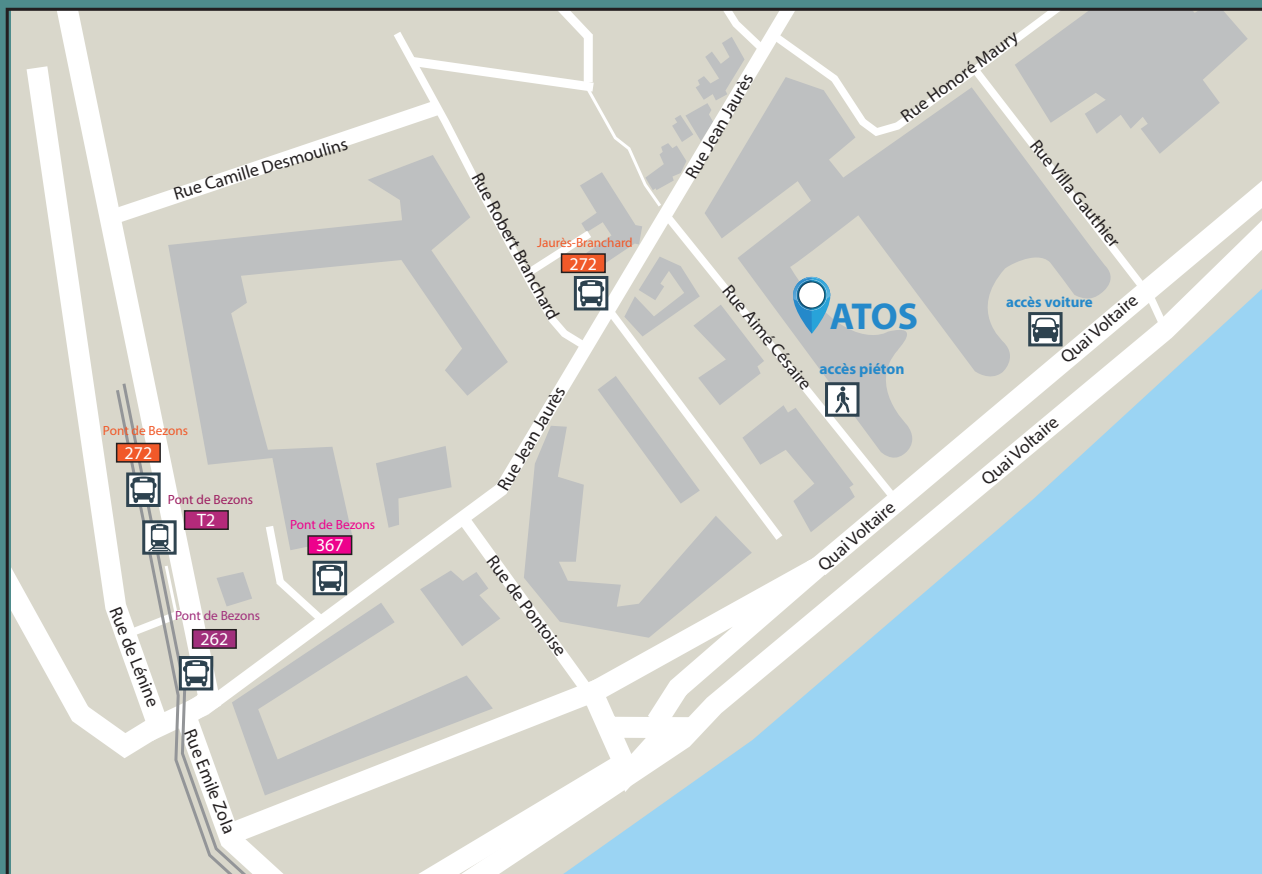 Rue Honoré Maury
Rue Jean Jaurès
Rue Camille Desmoulins
Rue Villa Gauthier
Rue Robert Branchard
Jaurès-Branchard
272
ATOS
accès voiture
Quai Voltaire
Rue Aimé Césaire
accès piéton
Rue Jean Jaurès
Pont de Bezons
272
Quai Voltaire
Pont de Bezons
T2
Pont de Bezons
367
Quai Voltaire
Rue de Pontoise
Pont de Bezons
262
Rue de Lénine
Rue Emile Zola